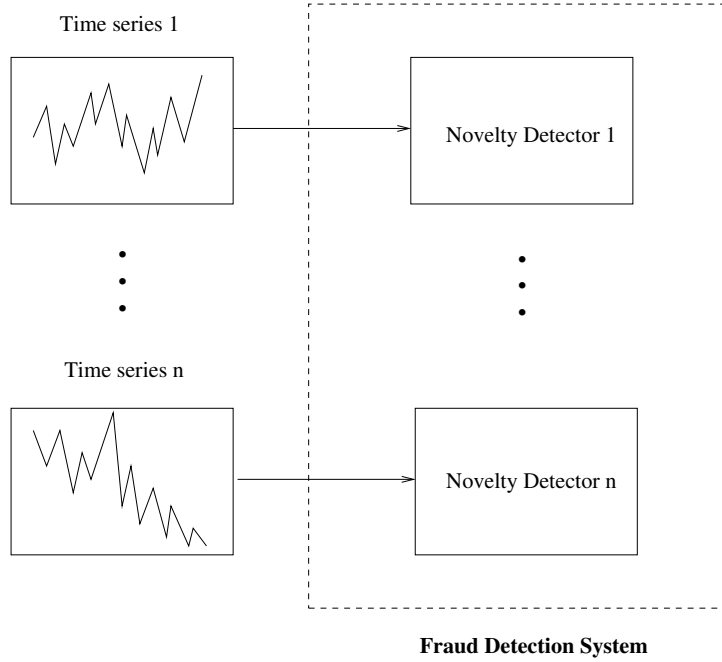 Time series 1
Novelty Detector 1
Time series n
Novelty Detector n
Fraud Detection System